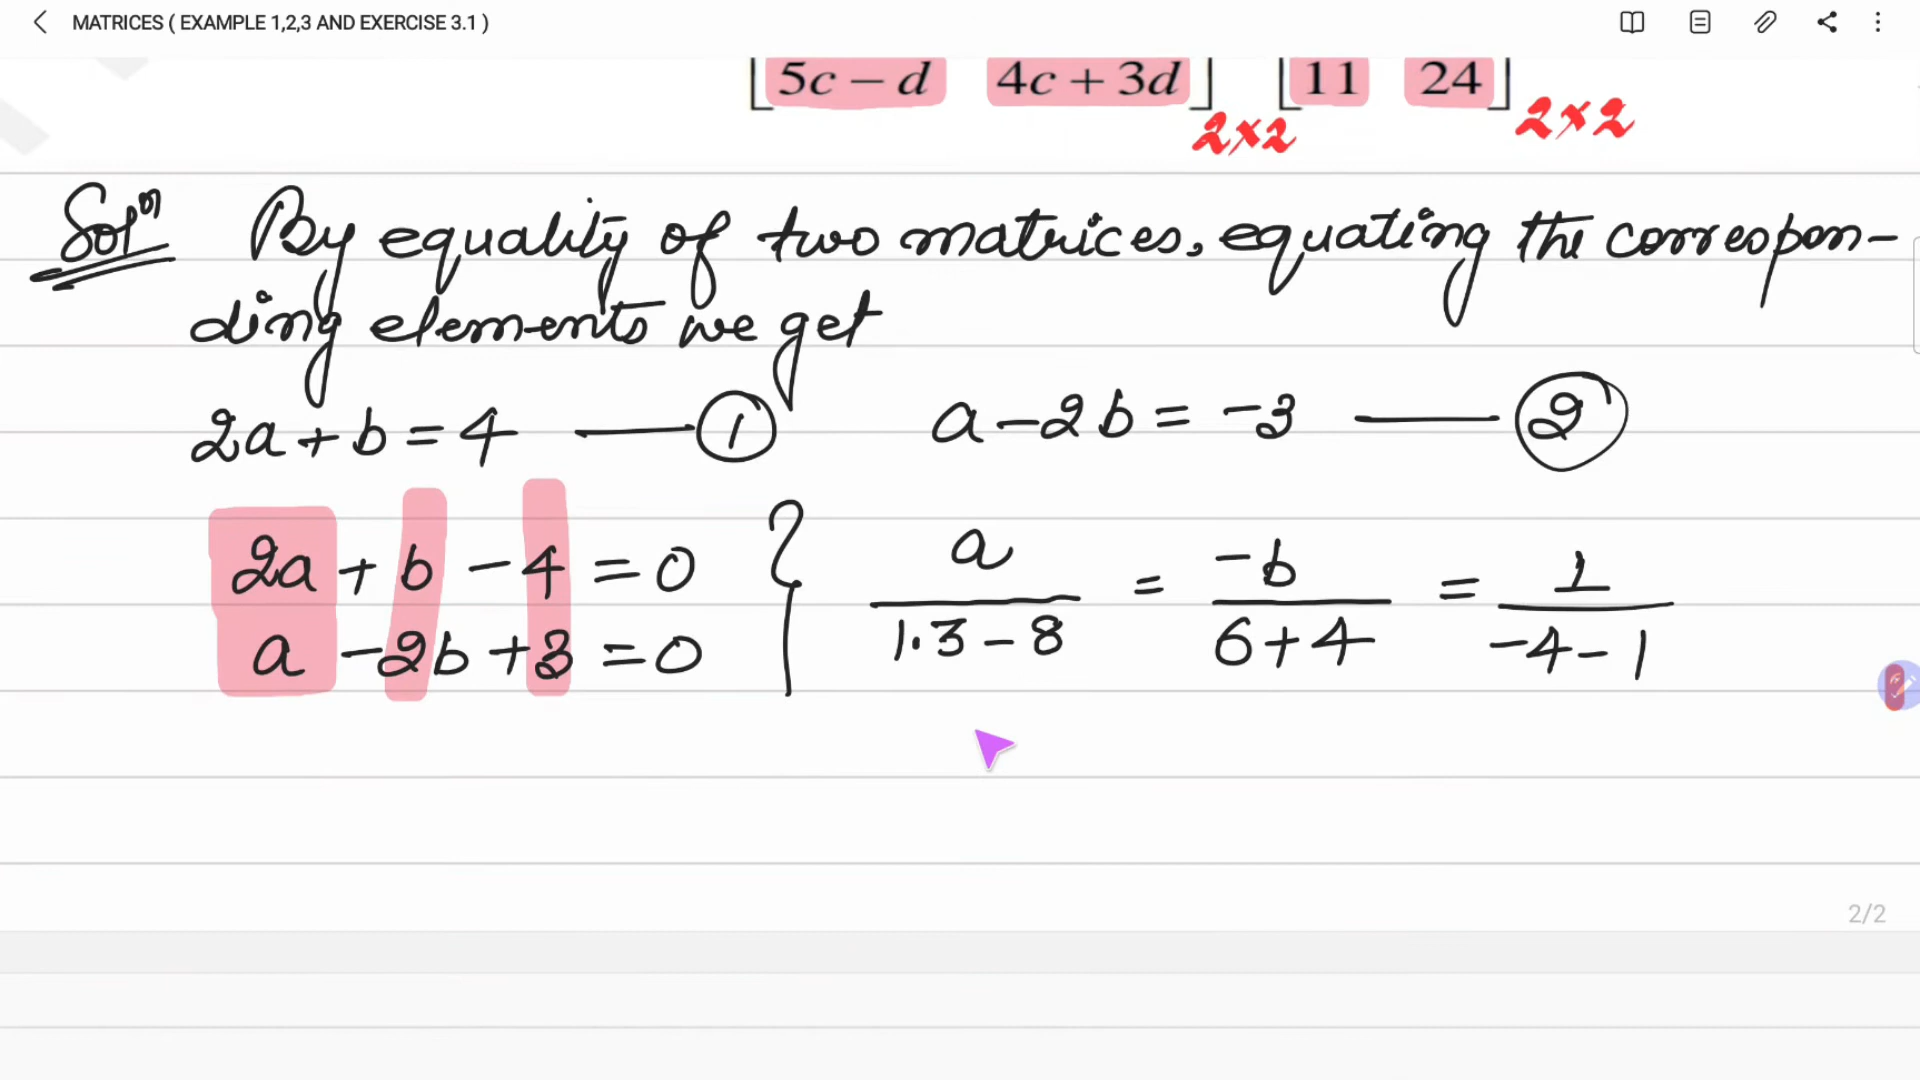 MATRICES ( EXAMPLE 1,2,3 AND EXERCISE 3.1 )
[5c − d 4c + 3d] [11 24]
2×2 2×2
Solⁿ By equality of two matrices, equating the correspon-
ding elements we get
2a+b=4 —— ① a−2b=−3 —— ②
2a+b−4=0 a/(1·3−8) = −b/(6+4) = 1/(−4−1)
a−2b+3=0
2/2